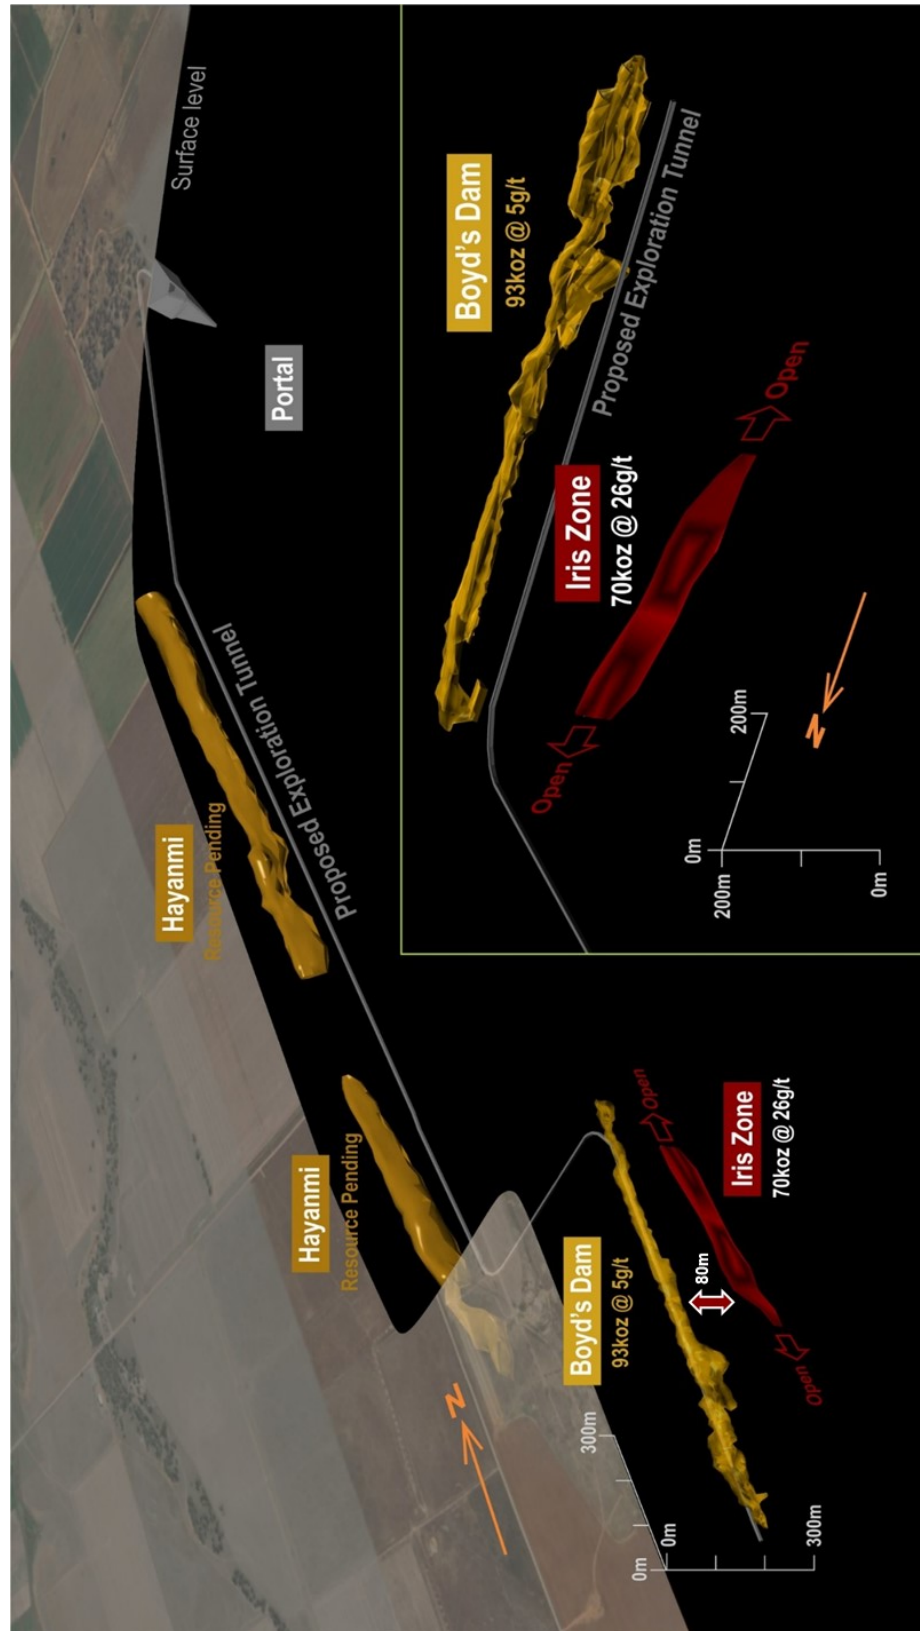 Surface level
Portal
Hayanmi
Resource Pending
Proposed Exploration Tunnel
Hayanmi
Resource Pending
N
Boyd's Dam
93koz @ 5g/t
80m
Open
Iris Zone
70koz @ 26g/t
Open
300m
0m
0m
300m
Boyd's Dam
93koz @ 5g/t
Proposed Exploration Tunnel
Iris Zone
70koz @ 26g/t
Open
Open
N
200m
0m
200m
0m